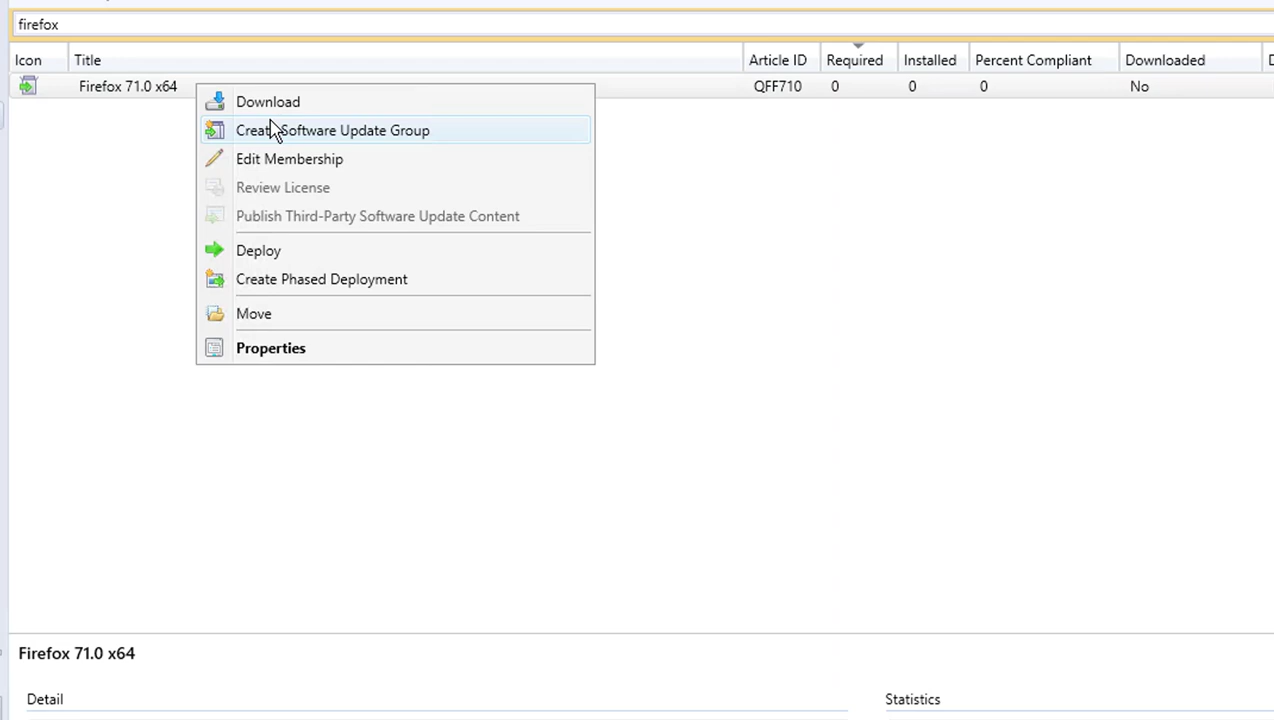 firefox
Icon Title Article ID Required Installed Percent Compliant Downloaded D
Firefox 71.0 x64 QFF710 0 0 0 No
Download
Create Software Update Group
Edit Membership
Review License
Publish Third-Party Software Update Content
Deploy
Create Phased Deployment
Move
Properties
Firefox 71.0 x64
Detail Statistics